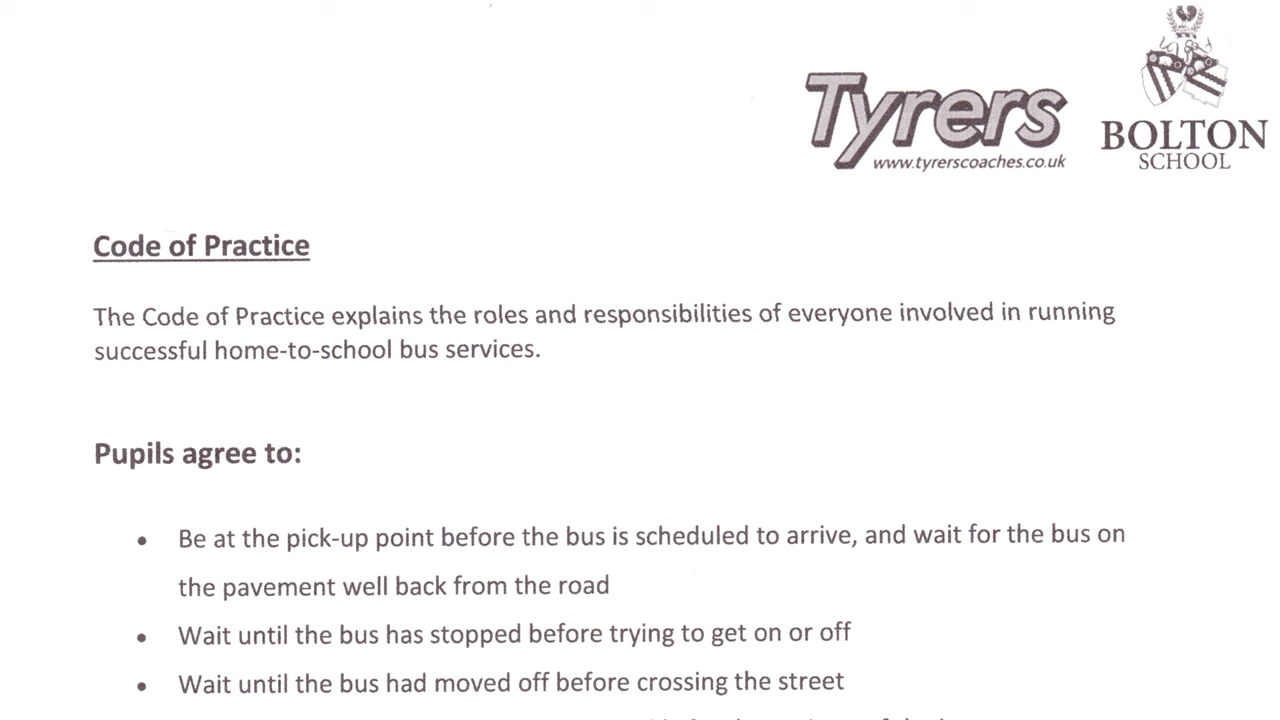 Tyrers
www.tyrerscoaches.co.uk
BOLTON
SCHOOL
Code of Practice
The Code of Practice explains the roles and responsibilities of everyone involved in running
successful home-to-school bus services.
Pupils agree to:
• Be at the pick-up point before the bus is scheduled to arrive, and wait for the bus on
the pavement well back from the road
• Wait until the bus has stopped before trying to get on or off
• Wait until the bus had moved off before crossing the street